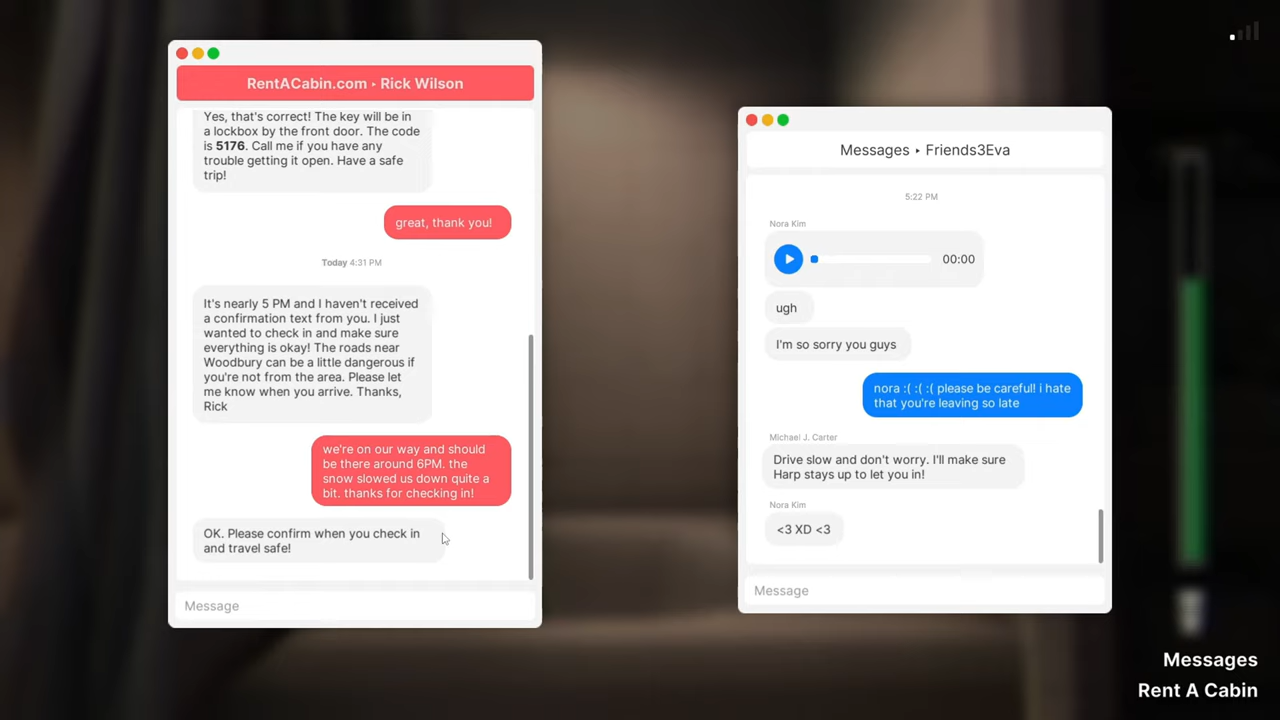 RentACabin.com ▸ Rick Wilson
Yes, that's correct! The key will be in
a lockbox by the front door. The code
is 5176. Call me if you have any
trouble getting it open. Have a safe
trip!
great, thank you!
Today 4:31 PM
It's nearly 5 PM and I haven't received
a confirmation text from you. I just
wanted to check in and make sure
everything is okay! The roads near
Woodbury can be a little dangerous if
you're not from the area. Please let
me know when you arrive. Thanks,
Rick
we're on our way and should
be there around 6PM. the
snow slowed us down quite a
bit. thanks for checking in!
OK. Please confirm when you check in
and travel safe!
Message
Messages ▸ Friends3Eva
5:22 PM
Nora Kim
00:00
ugh
I'm so sorry you guys
nora :( :( :( please be careful! i hate
that you're leaving so late
Michael J. Carter
Drive slow and don't worry. I'll make sure
Harp stays up to let you in!
Nora Kim
<3 XD <3
Message
Messages
Rent A Cabin